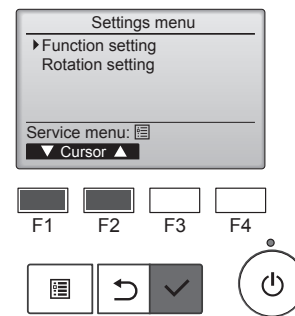 Settings menu
Function setting
Rotation setting
Service menu:
▼ Cursor ▲
F1 F2 F3 F4